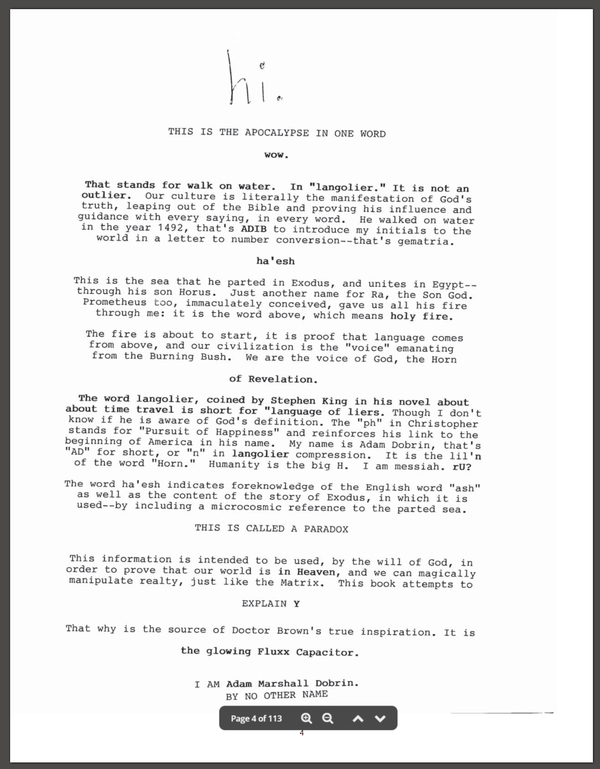 hi.
THIS IS THE APOCALYPSE IN ONE WORD
wow.
That stands for walk on water. In "langolier." It is not an
outlier. Our culture is literally the manifestation of God's
truth, leaping out of the Bible and proving his influence and
guidance with every saying, in every word. He walked on water
in the year 1492, that's ADIB to introduce my initials to the
world in a letter to number conversion--that's gematria.
ha'esh
This is the sea that he parted in Exodus, and unites in Egypt--
through his son Horus. Just another name for Ra, the Son God.
Prometheus too, immaculately conceived, gave us all his fire
through me: it is the word above, which means holy fire.
The fire is about to start, it is proof that language comes
from above, and our civilization is the "voice" emanating
from the Burning Bush. We are the voice of God, the Horn
of Revelation.
The word langolier, coined by Stephen King in his novel about
about time travel is short for "language of liers. Though I don't
know if he is aware of God's definition. The "ph" in Christopher
stands for "Pursuit of Happiness" and reinforces his link to the
beginning of America in his name. My name is Adam Dobrin, that's
"AD" for short, or "n" in langolier compression. It is the lil'n
of the word "Horn." Humanity is the big H. I am messiah. rU?
The word ha'esh indicates foreknowledge of the English word "ash"
as well as the content of the story of Exodus, in which it is
used--by including a microcosmic reference to the parted sea.
THIS IS CALLED A PARADOX
This information is intended to be used, by the will of God, in
order to prove that our world is in Heaven, and we can magically
manipulate realty, just like the Matrix. This book attempts to
EXPLAIN Y
That why is the source of Doctor Brown's true inspiration. It is
the glowing Fluxx Capacitor.
I AM Adam Marshall Dobrin.
BY NO OTHER NAME
Page 4 of 113
4